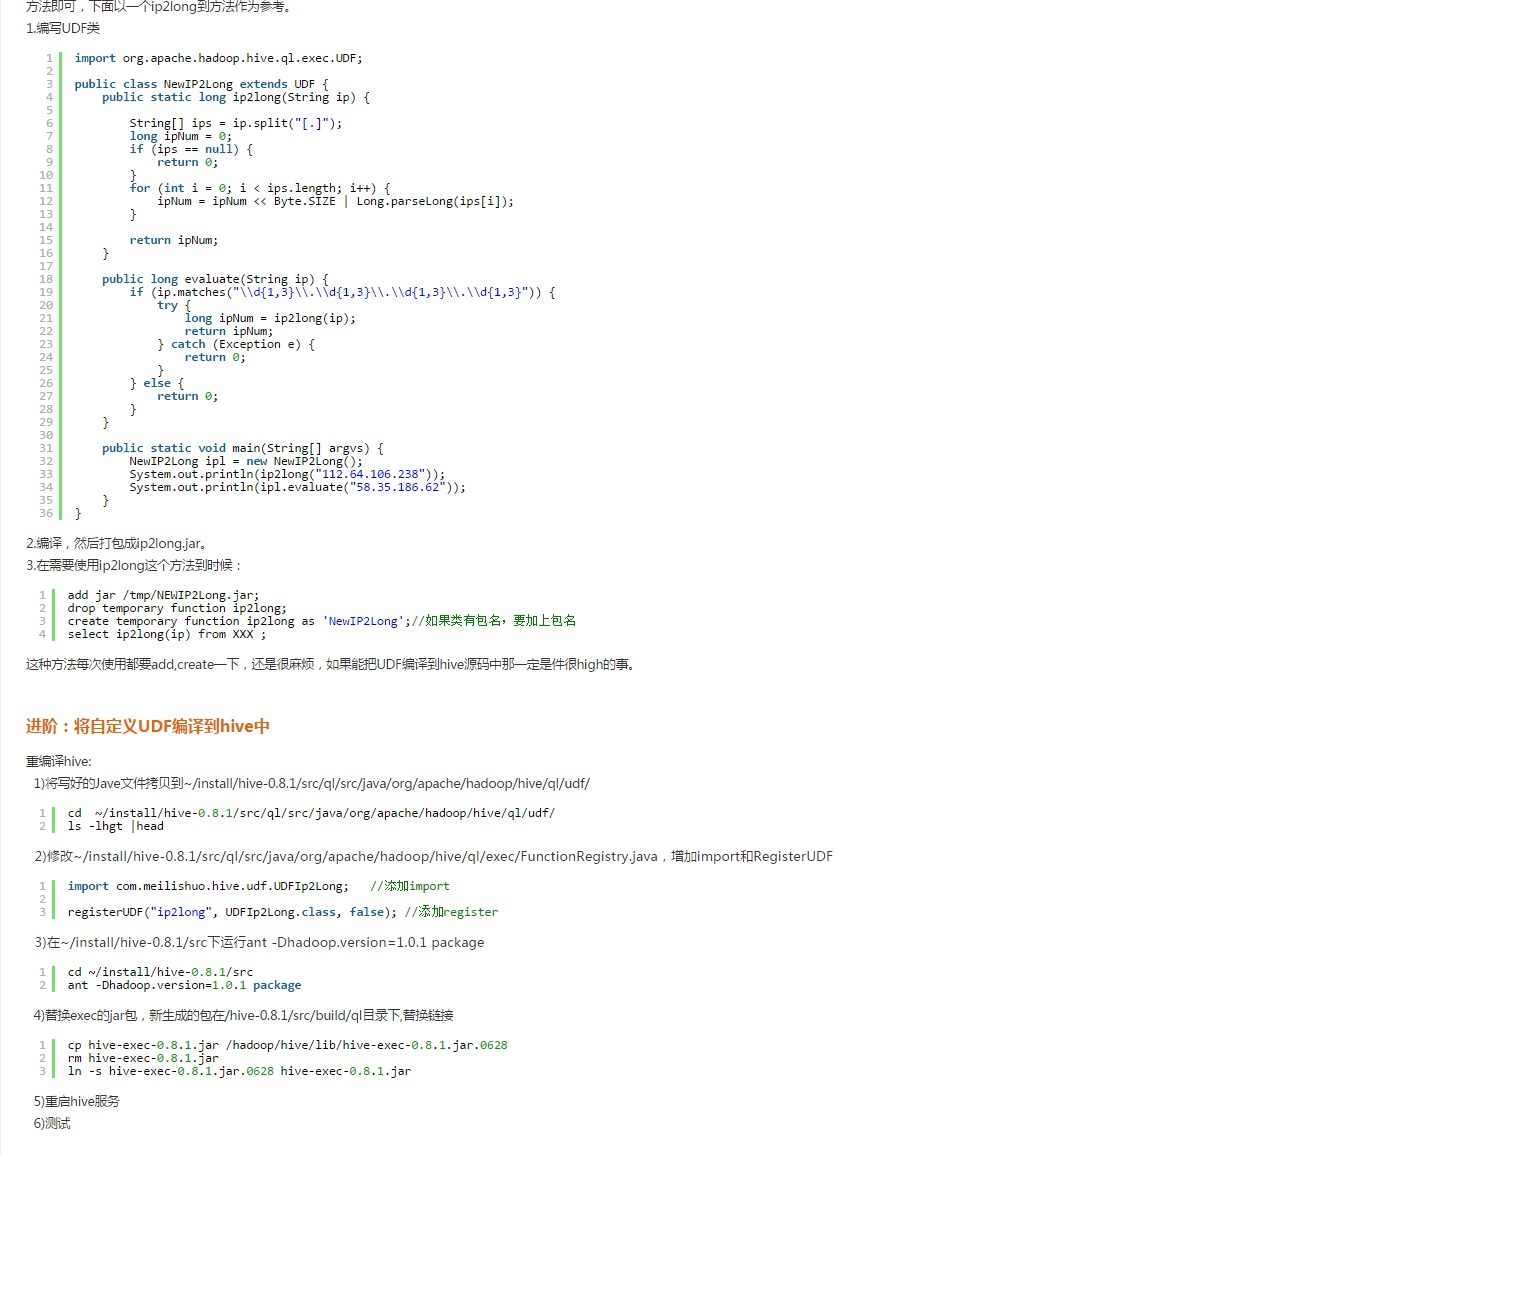 方法即可，下面以一个ip2long到方法作为参考。
1.编写UDF类
1 import org.apache.hadoop.hive.ql.exec.UDF;
2
3 public class NewIP2Long extends UDF {
4     public static long ip2long(String ip) {
5
6         String[] ips = ip.split("[.]");
7         long ipNum = 0;
8         if (ips == null) {
9             return 0;
10         }
11         for (int i = 0; i < ips.length; i++) {
12             ipNum = ipNum << Byte.SIZE | Long.parseLong(ips[i]);
13         }
14
15         return ipNum;
16     }
17
18     public long evaluate(String ip) {
19         if (ip.matches("\\d{1,3}\\.\\d{1,3}\\.\\d{1,3}\\.\\d{1,3}")) {
20             try {
21                 long ipNum = ip2long(ip);
22                 return ipNum;
23             } catch (Exception e) {
24                 return 0;
25             }
26         } else {
27             return 0;
28         }
29     }
30
31     public static void main(String[] argvs) {
32         NewIP2Long ipl = new NewIP2Long();
33         System.out.println(ip2long("112.64.106.238"));
34         System.out.println(ipl.evaluate("58.35.186.62"));
35     }
36 }
2.编译，然后打包成ip2long.jar。
3.在需要使用ip2long这个方法到时候：
1 add jar /tmp/NEWIP2Long.jar;
2 drop temporary function ip2long;
3 create temporary function ip2long as 'NewIP2Long';//如果类有包名，要加上包名
4 select ip2long(ip) from XXX ;
这种方法每次使用都要add,create一下，还是很麻烦，如果能把UDF编译到hive源码中那一定是件很high的事。
进阶：将自定义UDF编译到hive中
重编译hive:
1)将写好的Jave文件拷贝到~/install/hive-0.8.1/src/ql/src/java/org/apache/hadoop/hive/ql/udf/
1 cd  ~/install/hive-0.8.1/src/ql/src/java/org/apache/hadoop/hive/ql/udf/
2 ls -lhgt |head
2)修改~/install/hive-0.8.1/src/ql/src/java/org/apache/hadoop/hive/ql/exec/FunctionRegistry.java，增加import和RegisterUDF
1 import com.meilishuo.hive.udf.UDFIp2Long;   //添加import
2
3 registerUDF("ip2long", UDFIp2Long.class, false); //添加register
3)在~/install/hive-0.8.1/src下运行ant -Dhadoop.version=1.0.1 package
1 cd ~/install/hive-0.8.1/src
2 ant -Dhadoop.version=1.0.1 package
4)替换exec的jar包，新生成的包在/hive-0.8.1/src/build/ql目录下,替换链接
1 cp hive-exec-0.8.1.jar /hadoop/hive/lib/hive-exec-0.8.1.jar.0628
2 rm hive-exec-0.8.1.jar
3 ln -s hive-exec-0.8.1.jar.0628 hive-exec-0.8.1.jar
5)重启hive服务
6)测试